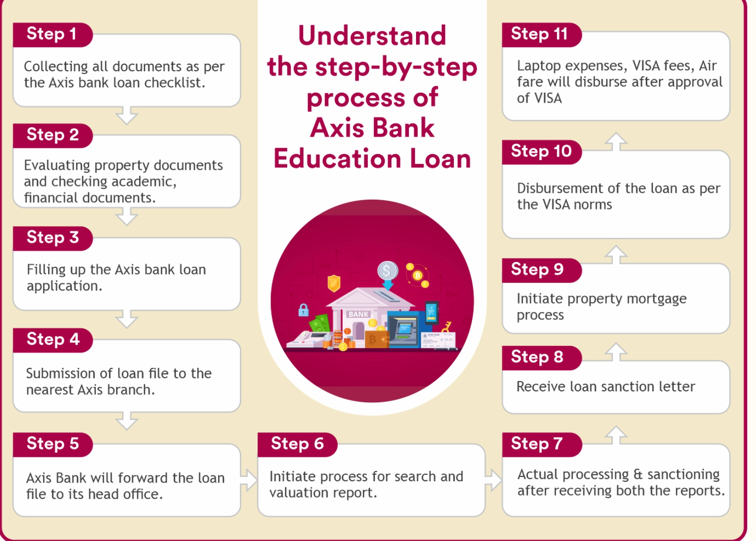 Understand
the step-by-step
process of
Axis Bank
Education Loan
Step 1
Collecting all documents as per
the Axis bank loan checklist.
Step 2
Evaluating property documents
and checking academic,
financial documents.
Step 3
Filling up the Axis bank loan
application.
Step 4
Submission of loan file to the
nearest Axis branch.
Step 5
Axis Bank will forward the loan
file to its head office.
Step 6
Initiate process for search and
valuation report.
Step 7
Actual processing & sanctioning
after receiving both the reports.
Step 8
Receive loan sanction letter
Step 9
Initiate property mortgage
process
Step 10
Disbursement of the loan as per
the VISA norms
Step 11
Laptop expenses, VISA fees, Air
fare will disburse after approval
of VISA
BANK